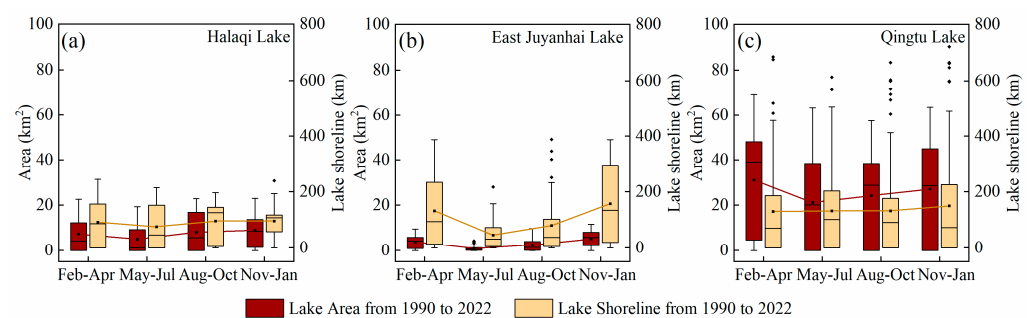 (a) Halaqi Lake
100
80
60
40
20
0
Area (km²)
800
600
400
200
0
Lake shoreline (km)
Feb-Apr May-Jul Aug-Oct Nov-Jan
(b) East Juyanhai Lake
100
80
60
40
20
0
Area (km²)
800
600
400
200
0
Lake shoreline (km)
Feb-Apr May-Jul Aug-Oct Nov-Jan
(c) Qingtu Lake
100
80
60
40
20
0
Area (km²)
800
600
400
200
0
Lake shoreline (km)
Feb-Apr May-Jul Aug-Oct Nov-Jan
Lake Area from 1990 to 2022 Lake Shoreline from 1990 to 2022